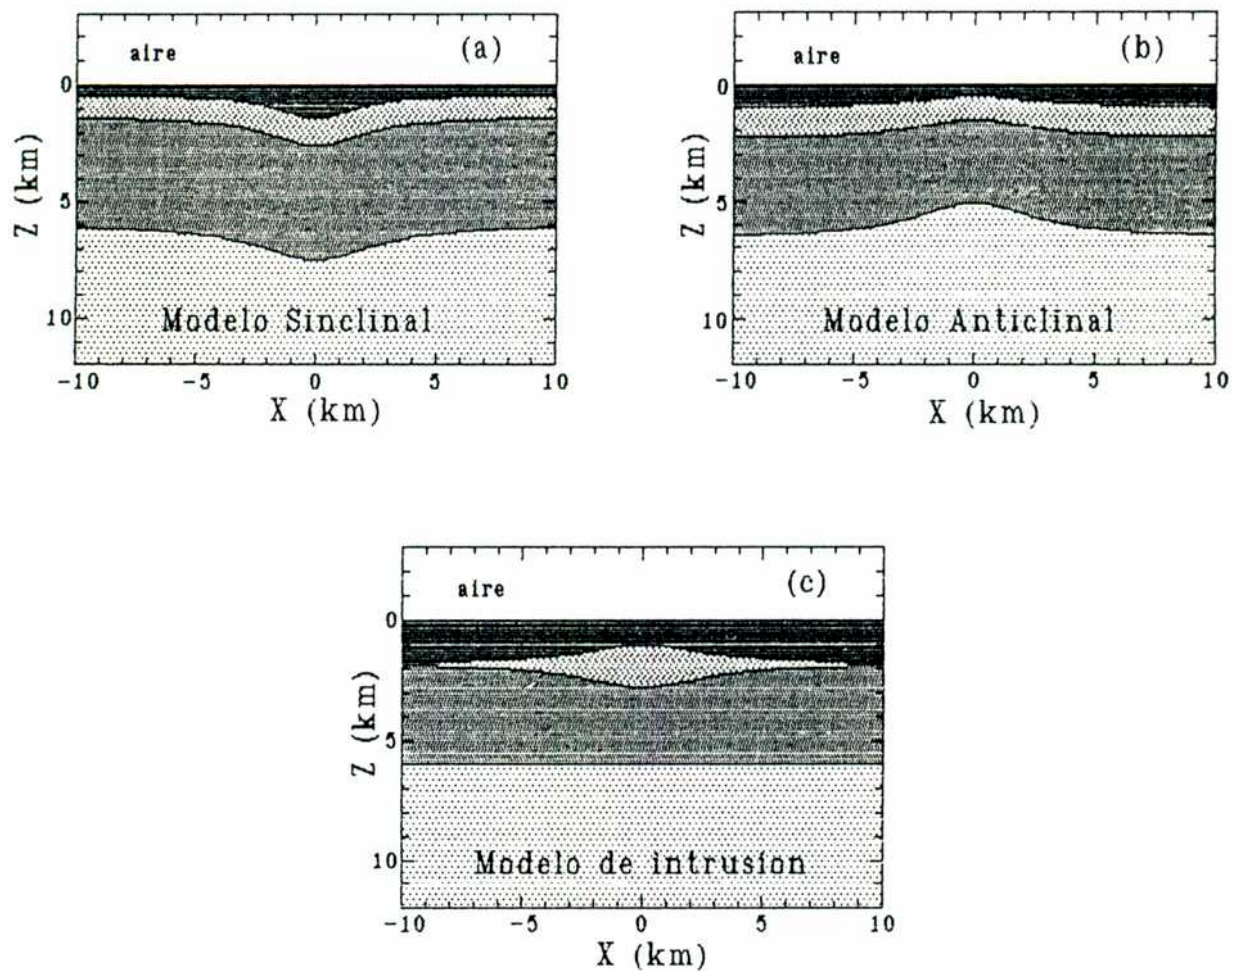 aire
(a)
0
5
10
Z (km)
Modelo Sinclinal
-10 -5 0 5 10
X (km)
aire
(b)
0
5
10
Z (km)
Modelo Anticlinal
-10 -5 0 5 10
X (km)
aire
(c)
0
5
10
Z (km)
Modelo de intrusion
-10 -5 0 5 10
X (km)